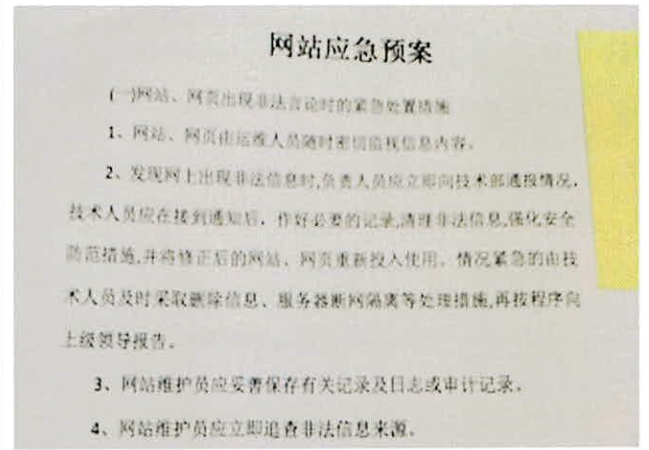 网站应急预案
(一)网站、网页出现非法言论时的紧急处置措施
1、网站、网页由运维人员随时密切监视信息内容。
2、发现网上出现非法信息时,负责人员应立即向技术部通报情况，
技术人员应在接到通知后，作好必要的记录,清理非法信息,强化安全
防范措施,并将修正后的网站、网页重新投入使用。情况紧急的由技
术人员及时采取删除信息、服务器断网隔离等处理措施,再按程序向
上级领导报告。
3、网站维护员应妥善保存有关记录及日志或审计记录。
4、网站维护员应立即追查非法信息来源。